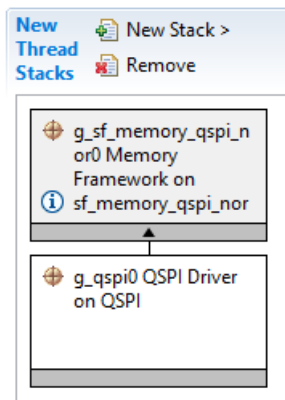 New Thread Stacks
New Stack >
Remove
g_sf_memory_qspi_n
or0 Memory
Framework on
sf_memory_qspi_nor
g_qspi0 QSPI Driver
on QSPI